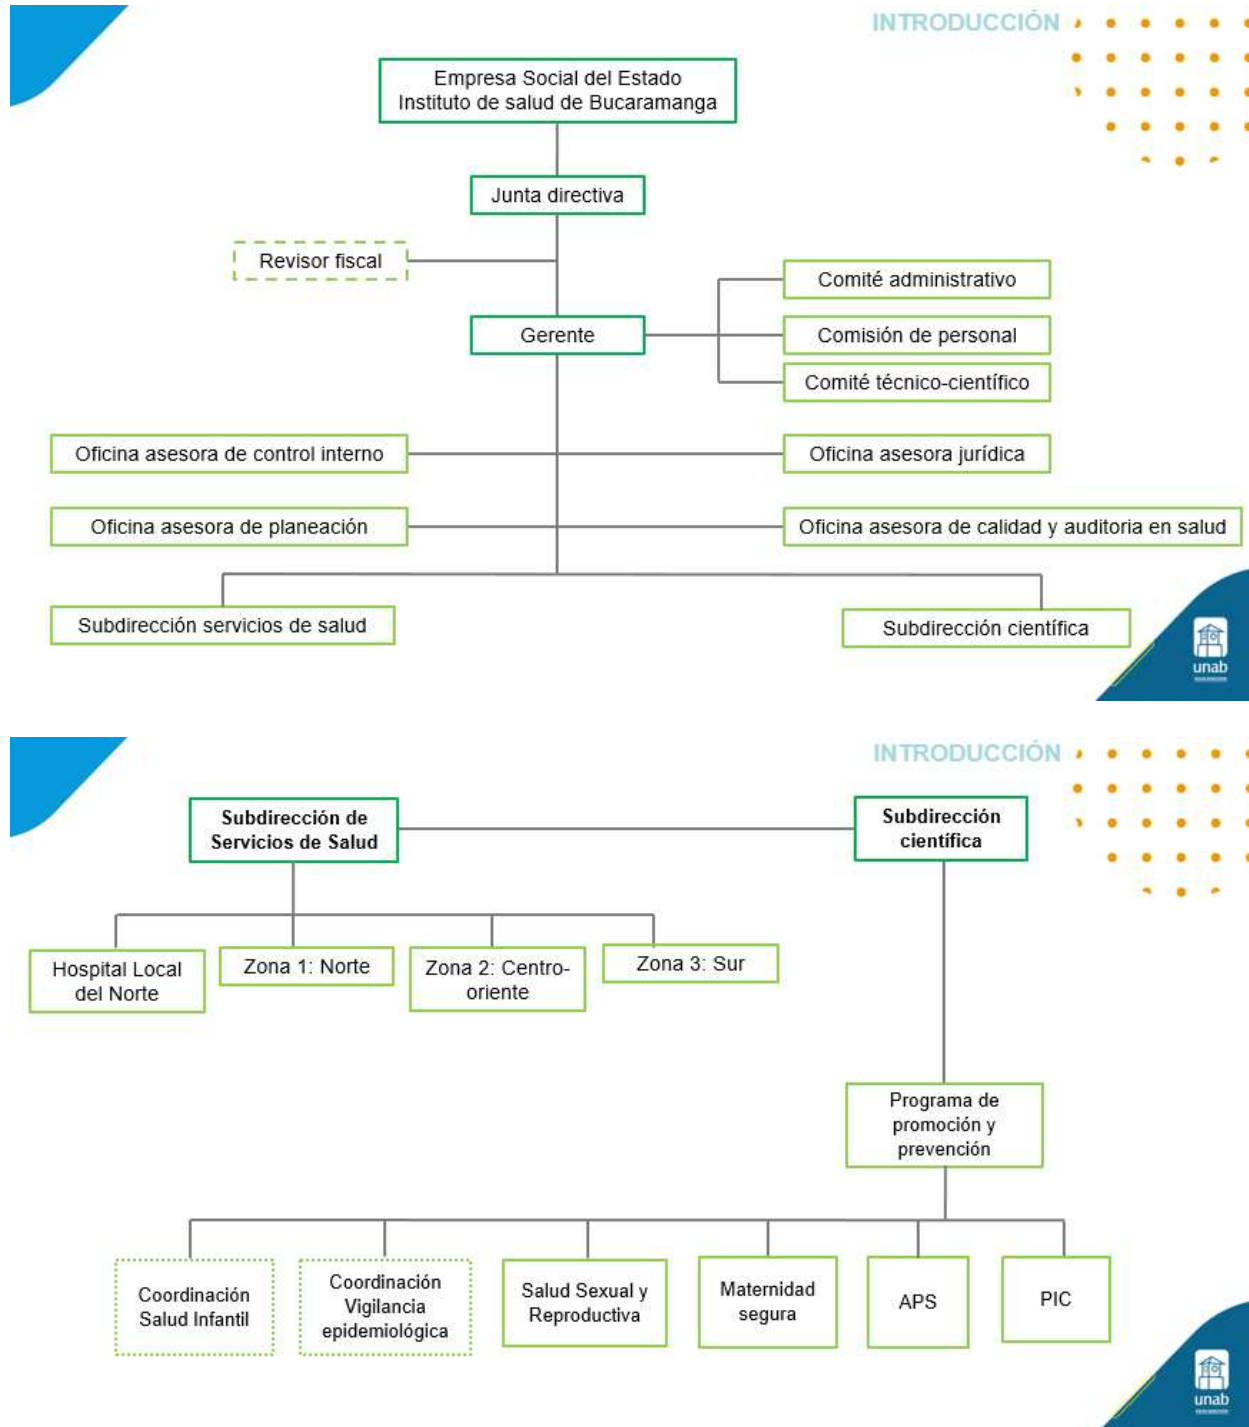 INTRODUCCIÓN
Empresa Social del Estado
Instituto de salud de Bucaramanga
Junta directiva
Revisor fiscal
Comité administrativo
Gerente
Comisión de personal
Comité técnico-científico
Oficina asesora de control interno
Oficina asesora jurídica
Oficina asesora de planeación
Oficina asesora de calidad y auditoria en salud
Subdirección servicios de salud
Subdirección científica
unab
INTRODUCCIÓN
Subdirección de
Servicios de Salud
Subdirección
científica
Hospital Local
del Norte
Zona 1: Norte
Zona 2: Centro-
oriente
Zona 3: Sur
Programa de
promoción y
prevención
Coordinación
Salud Infantil
Coordinación
Vigilancia
epidemiológica
Salud Sexual y
Reproductiva
Maternidad
segura
APS
PIC
unab